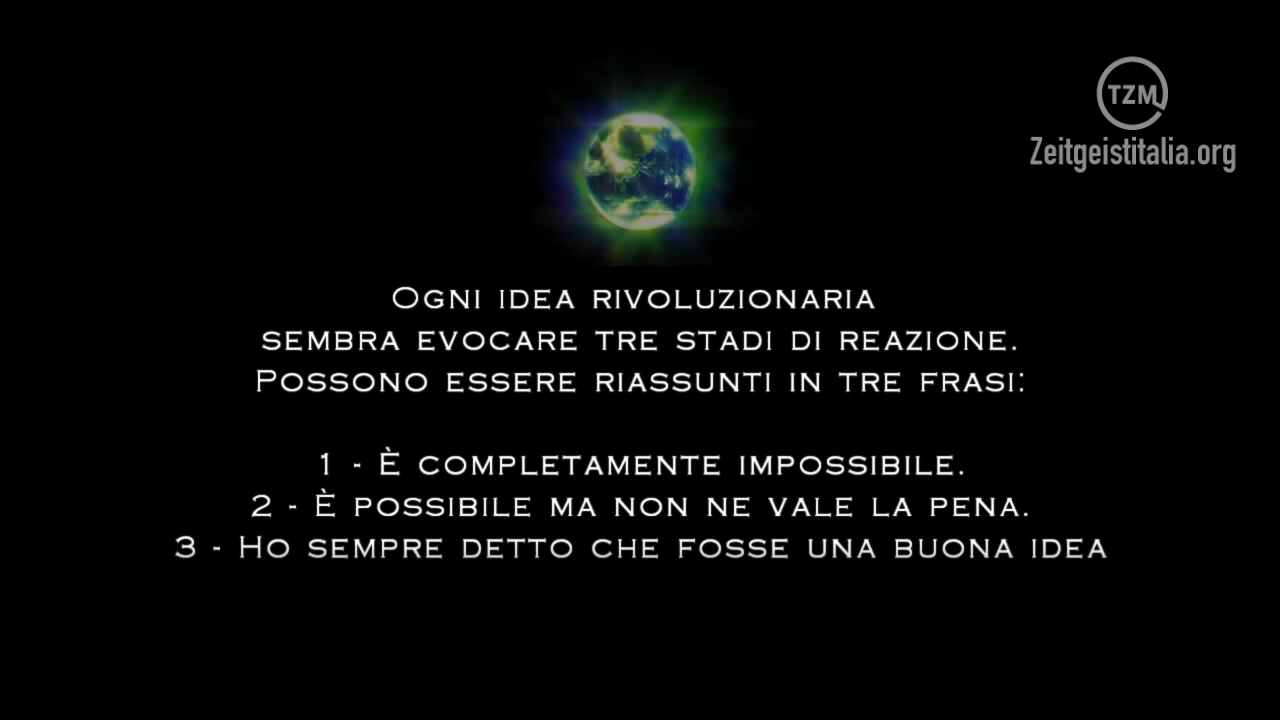 TZM
Zeitgeistitalia.org
Ogni idea rivoluzionaria
sembra evocare tre stadi di reazione.
Possono essere riassunti in tre frasi:
1 - È completamente impossibile.
2 - È possibile ma non ne vale la pena.
3 - Ho sempre detto che fosse una buona idea